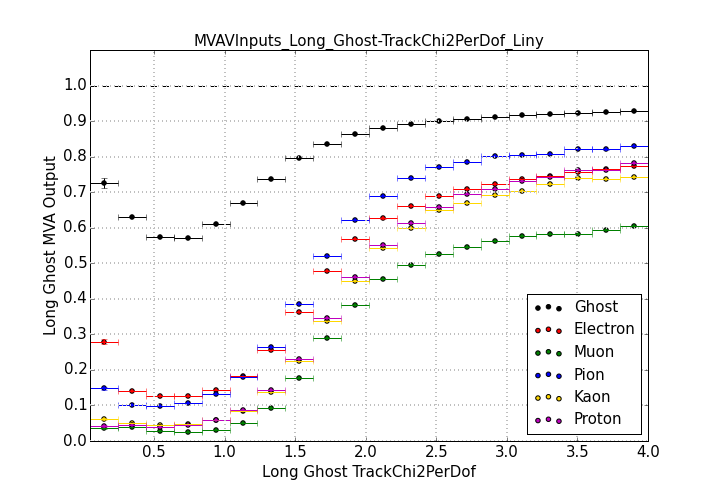 MVAVInputs_Long_Ghost-TrackChi2PerDof_Liny
1.0
0.9
0.8
0.7
0.6
0.5
0.4
0.3
0.2
0.1
0.0
Long Ghost MVA Output
Ghost
Electron
Muon
Pion
Kaon
Proton
0.5 1.0 1.5 2.0 2.5 3.0 3.5 4.0
Long Ghost TrackChi2PerDof